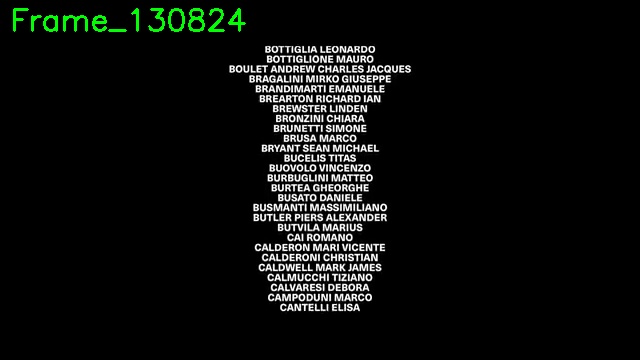 Frame_130824
BOTTIGLIA LEONARDO
BOTTIGLIONE MAURO
BOULET ANDREW CHARLES JACQUES
BRAGALINI MIRKO GIUSEPPE
BRANDIMARTI EMANUELE
BREARTON RICHARD IAN
BREWSTER LINDEN
BRONZINI CHIARA
BRUNETTI SIMONE
BRUSA MARCO
BRYANT SEAN MICHAEL
BUCELIS TITAS
BUOVOLO VINCENZO
BURBUGLINI MATTEO
BURTEA GHEORGHE
BUSATO DANIELE
BUSMANTI MASSIMILIANO
BUTLER PIERS ALEXANDER
BUTVILA MARIUS
CAI ROMANO
CALDERON MARI VICENTE
CALDERONI CHRISTIAN
CALDWELL MARK JAMES
CALMUCCHI TIZIANO
CALVARESI DEBORA
CAMPODUNI MARCO
CANTELLI ELISA